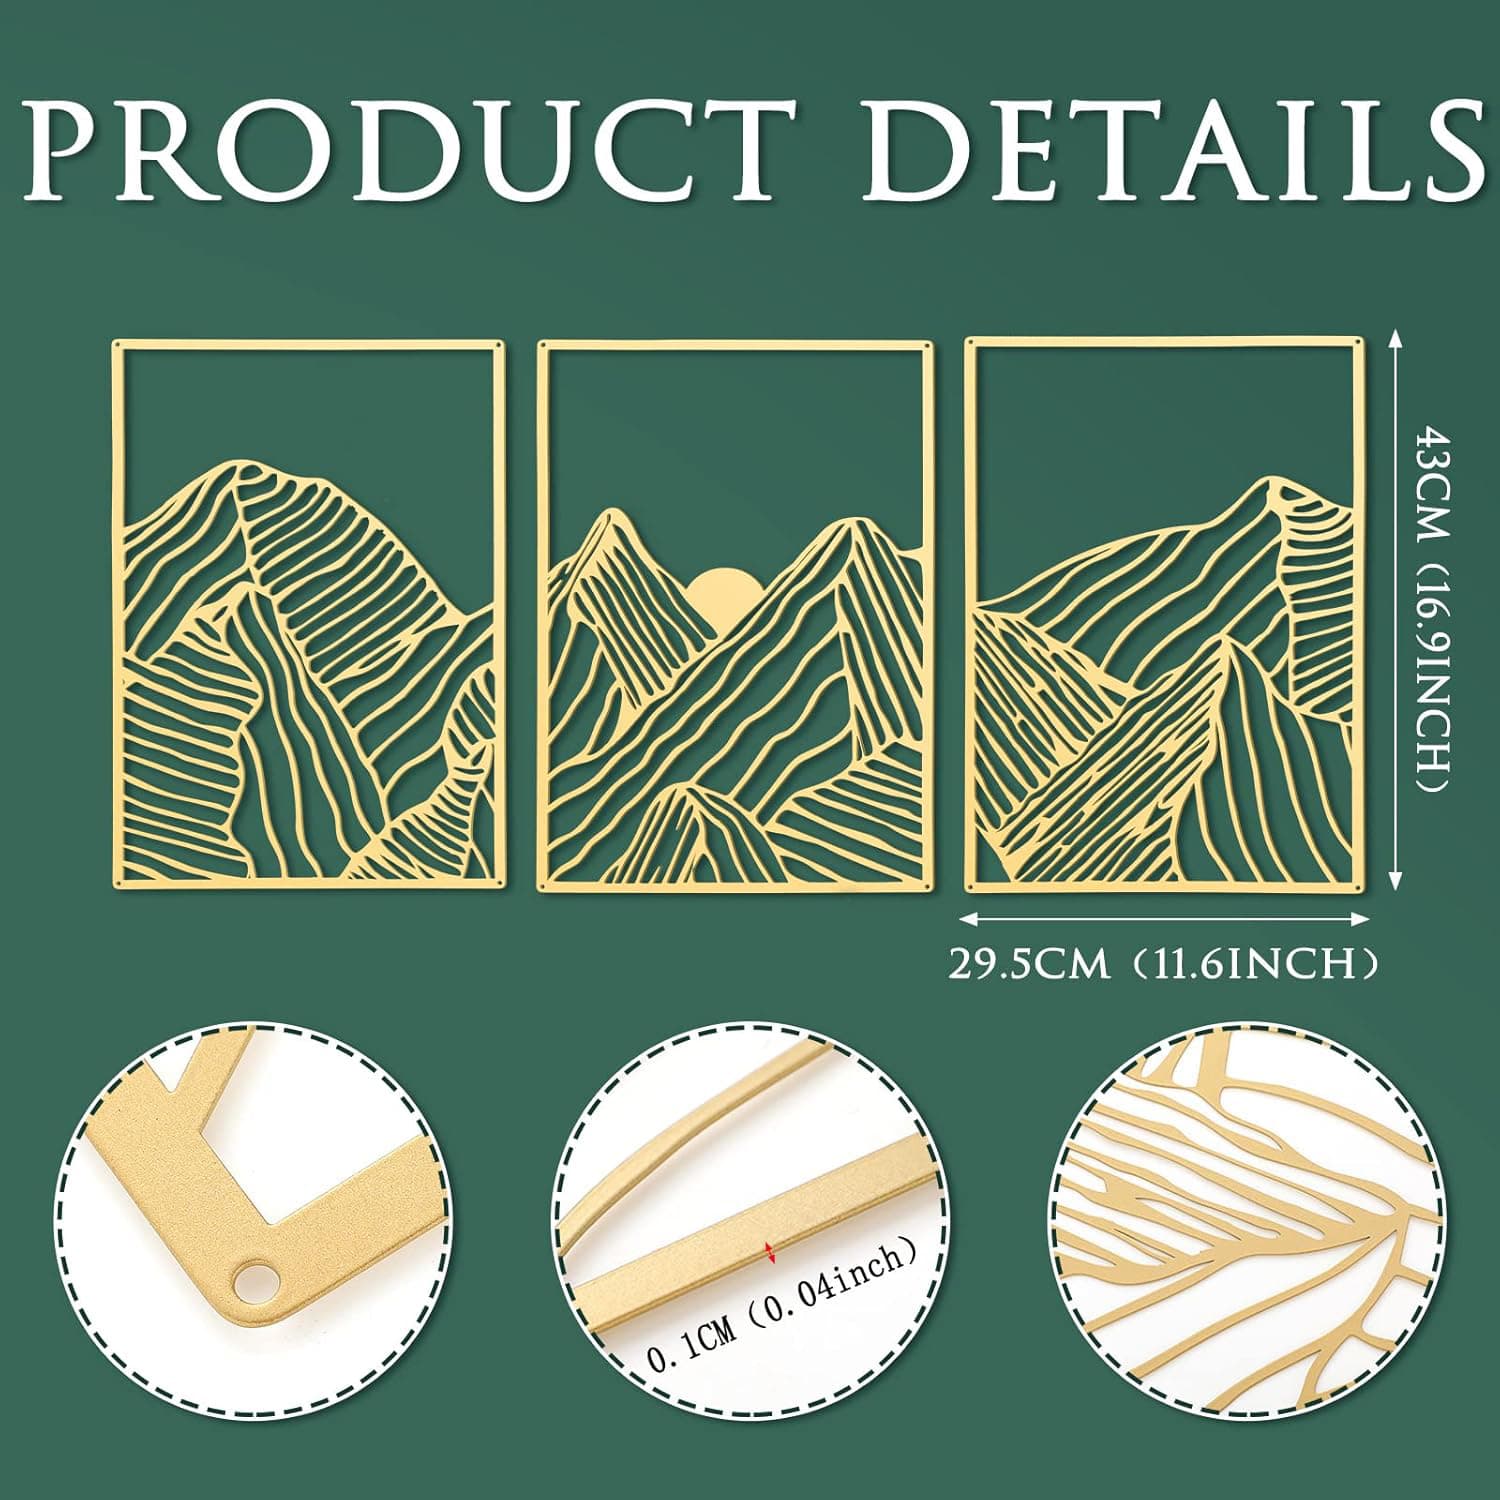 PRODUCT DETAILS
43CM (16.9INCH)
29.5CM (11.6INCH)
0.1CM (0.04inch)